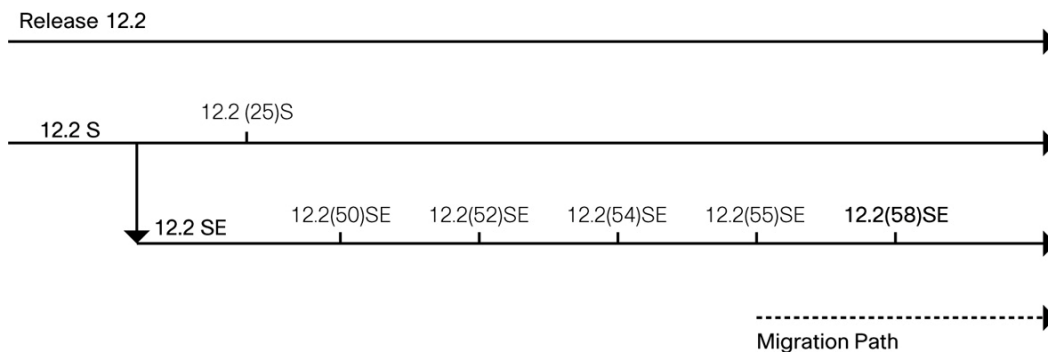 Release 12.2
12.2 (25)S
12.2 S
12.2(50)SE 12.2(52)SE 12.2(54)SE 12.2(55)SE 12.2(58)SE
12.2 SE
Migration Path